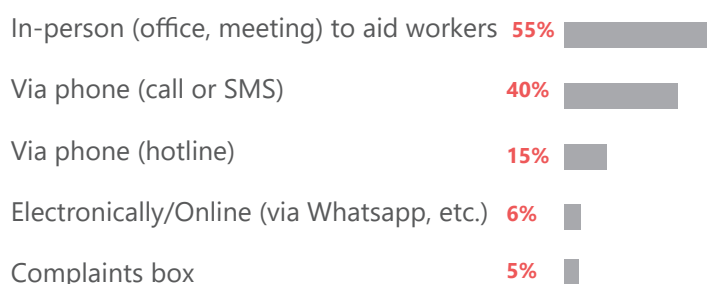 In-person (office, meeting) to aid workers 55%
Via phone (call or SMS) 40%
Via phone (hotline) 15%
Electronically/Online (via Whatsapp, etc.) 6%
Complaints box 5%